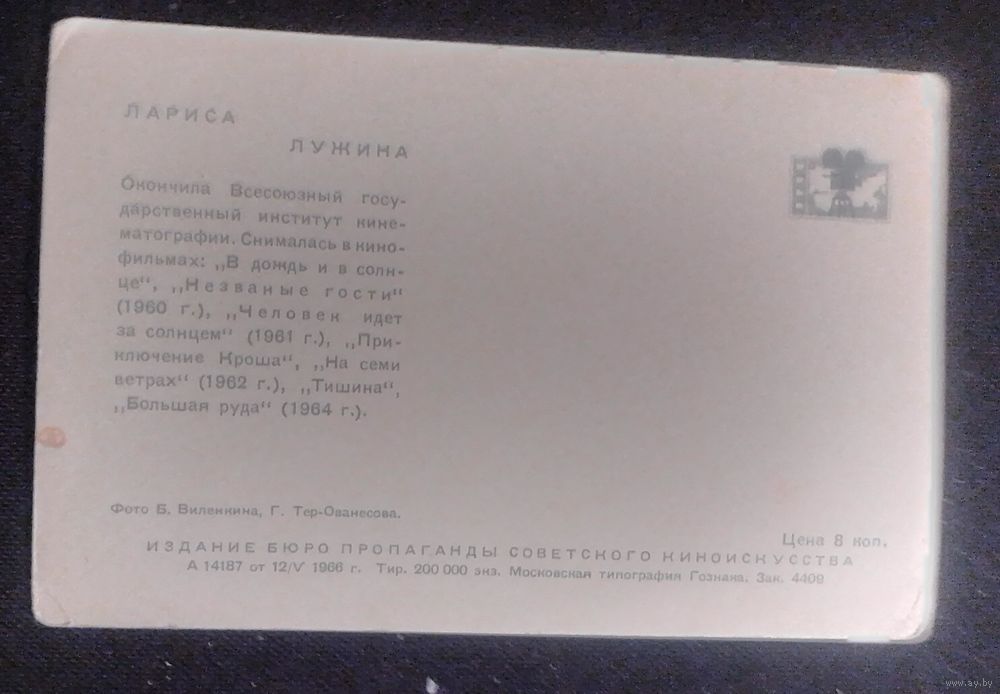 ЛАРИСА
ЛУЖИНА
Окончила Всесоюзный госу-
дарственный институт кине-
матографии. Снималась в кино-
фильмах: „В дождь и в солн-
це“, „Незваные гости“
(1960 г.), „Человек идет
за солнцем“ (1961 г.), „При-
ключение Кроша“, „На семи
ветрах“ (1962 г.), „Тишина“,
„Большая руда“ (1964 г.).
Фото Б. Виленкина, Г. Тер-Ованесова.
Цена 8 коп.
ИЗДАНИЕ БЮРО ПРОПАГАНДЫ СОВЕТСКОГО КИНОИСКУССТВА
А 14187 от 12/V 1966 г. Тир. 200 000 экз. Московская типография Гознака. Зак. 4409
www.ay.by